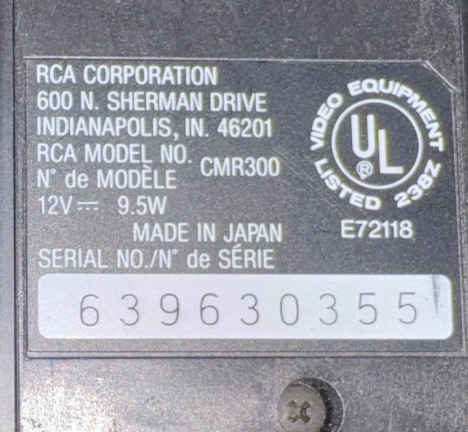 RCA CORPORATION
600 N. SHERMAN DRIVE
INDIANAPOLIS, IN. 46201
RCA MODEL NO. CMR300
N° de MODÈLE
12V⎓ 9.5W
MADE IN JAPAN
SERIAL NO./N° de SÉRIE
639630355
VIDEO EQUIPMENT
UL
®
LISTED 238Z
E72118